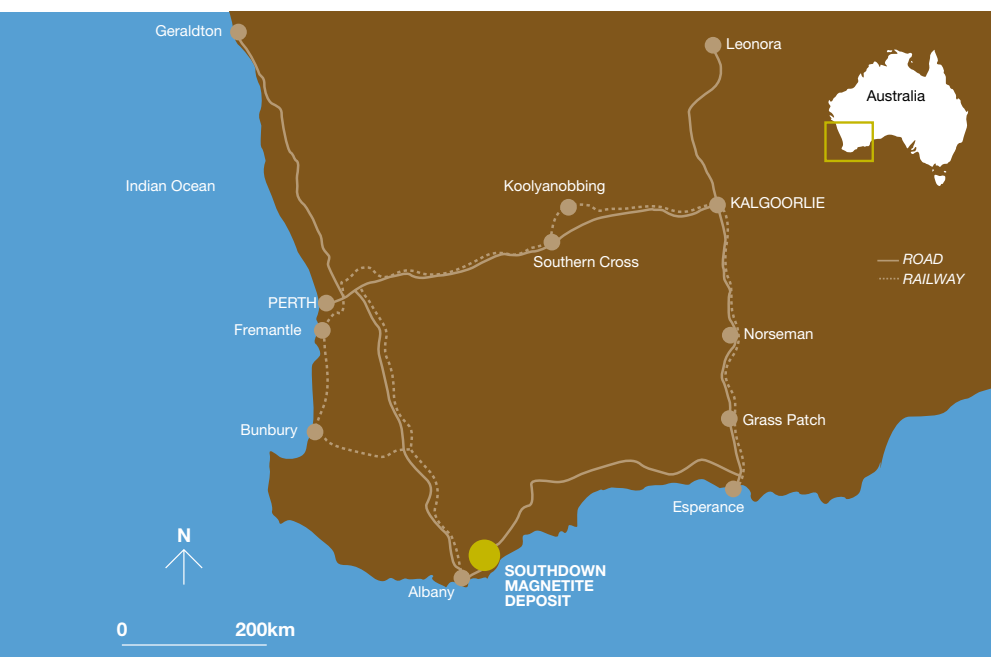 Geraldton
Leonora
Australia
Indian Ocean
Koolyanobbing
KALGOORLIE
Southern Cross
ROAD
RAILWAY
PERTH
Fremantle
Norseman
Bunbury
Grass Patch
Esperance
N
SOUTHDOWN
MAGNETITE
DEPOSIT
Albany
0 200km